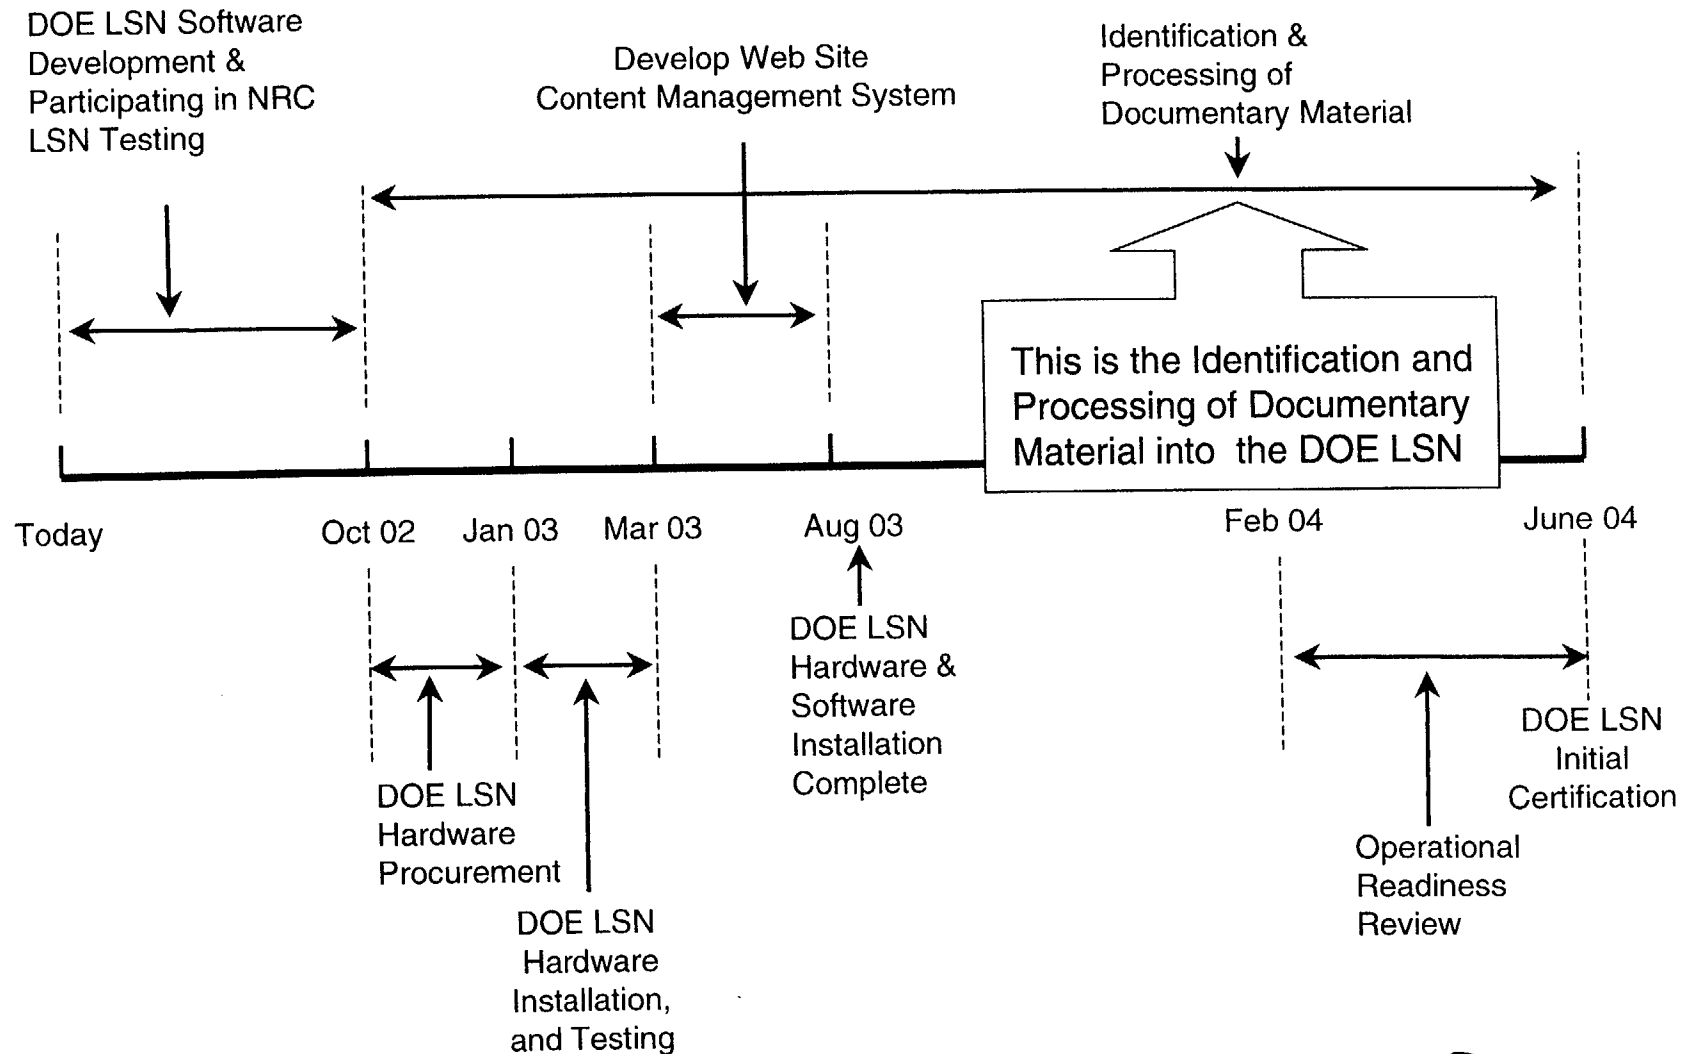 DOE LSN Software
Development &
Participating in NRC
LSN Testing
Develop Web Site
Content Management System
Identification &
Processing of
Documentary Material
This is the Identification and
Processing of Documentary
Material into the DOE LSN
Today
Oct 02
Jan 03
Mar 03
Aug 03
Feb 04
June 04
DOE LSN
Hardware
Procurement
DOE LSN
Hardware
Installation,
and Testing
DOE LSN
Hardware &
Software
Installation
Complete
Operational
Readiness
Review
DOE LSN
Initial
Certification